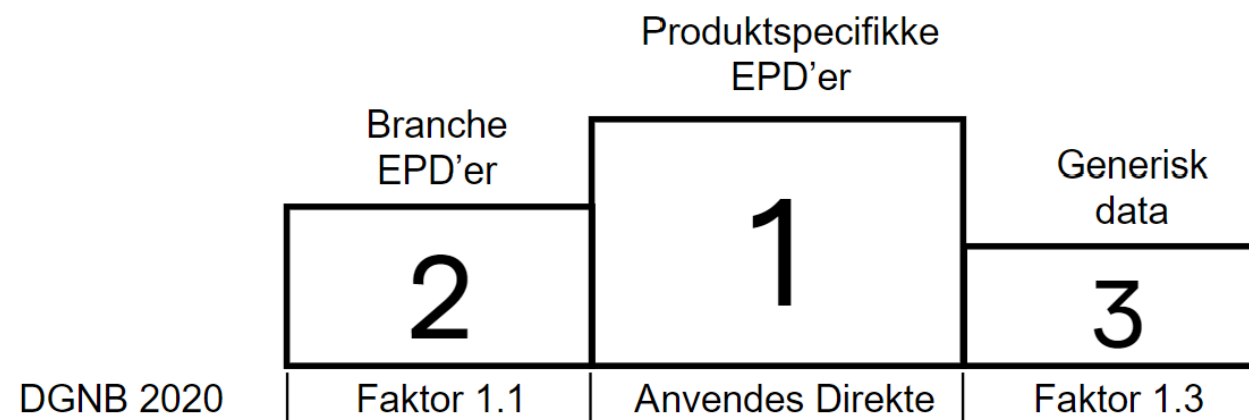 Produktspecifikke
EPD'er
Branche
EPD'er
Generisk
data
1
2
3
DGNB 2020
Faktor 1.1
Anvendes Direkte
Faktor 1.3